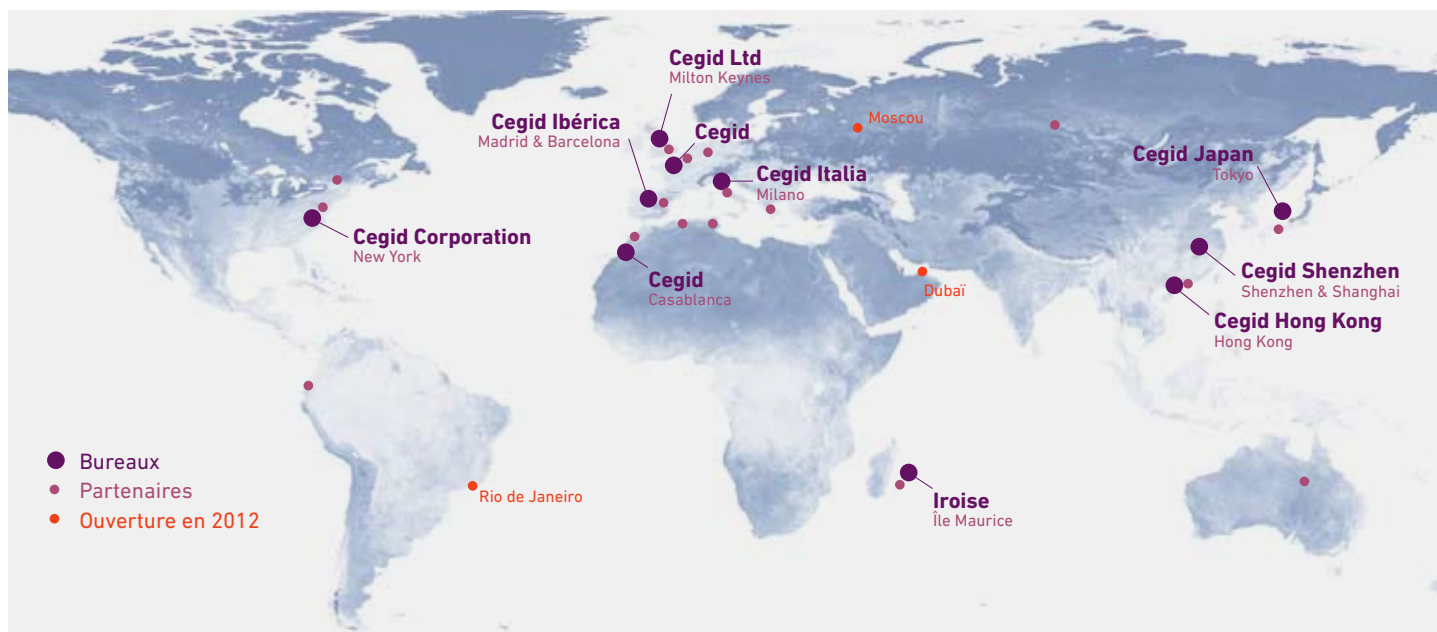 Cegid Ltd
Milton Keynes
Cegid Ibérica
Madrid & Barcelona
Cegid
Cegid Italia
Milano
Moscou
Cegid Japan
Tokyo
Cegid Corporation
New York
Cegid
Casablanca
Dubaï
Cegid Shenzhen
Shenzhen & Shanghai
Cegid Hong Kong
Hong Kong
Bureaux
Partenaires
Ouverture en 2012
Rio de Janeiro
Iroise
Île Maurice